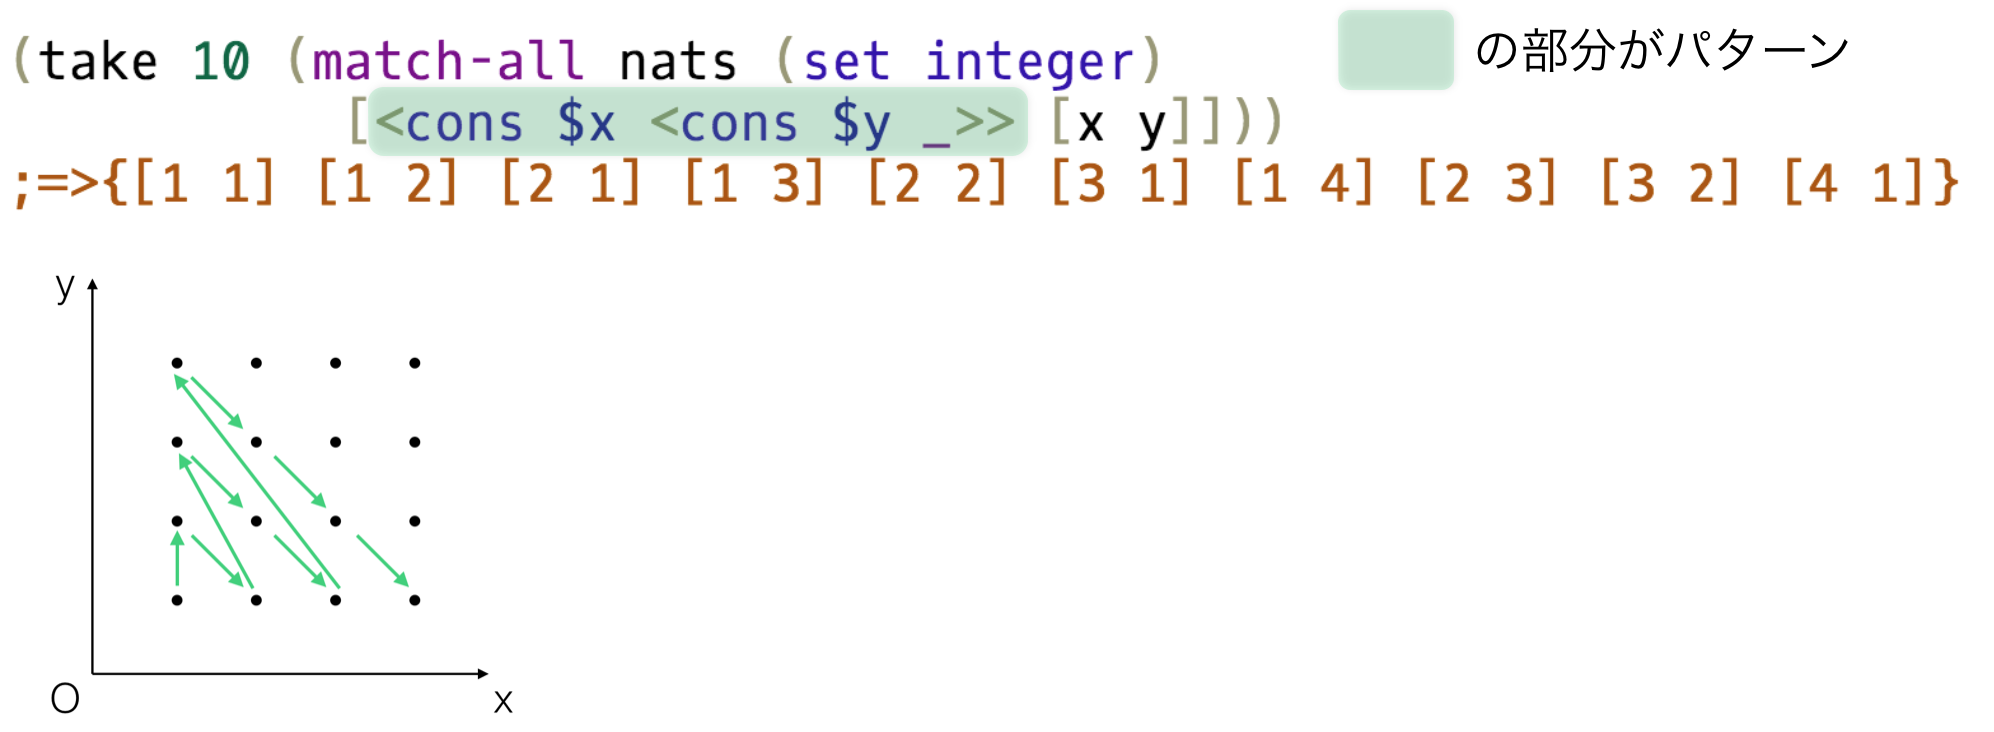 (take 10 (match-all nats (set integer)
[<cons $x <cons $y _>> [x y]]))
;=>{[1 1] [1 2] [2 1] [1 3] [2 2] [3 1] [1 4] [2 3] [3 2] [4 1]}
の部分がパターン
y
O
x